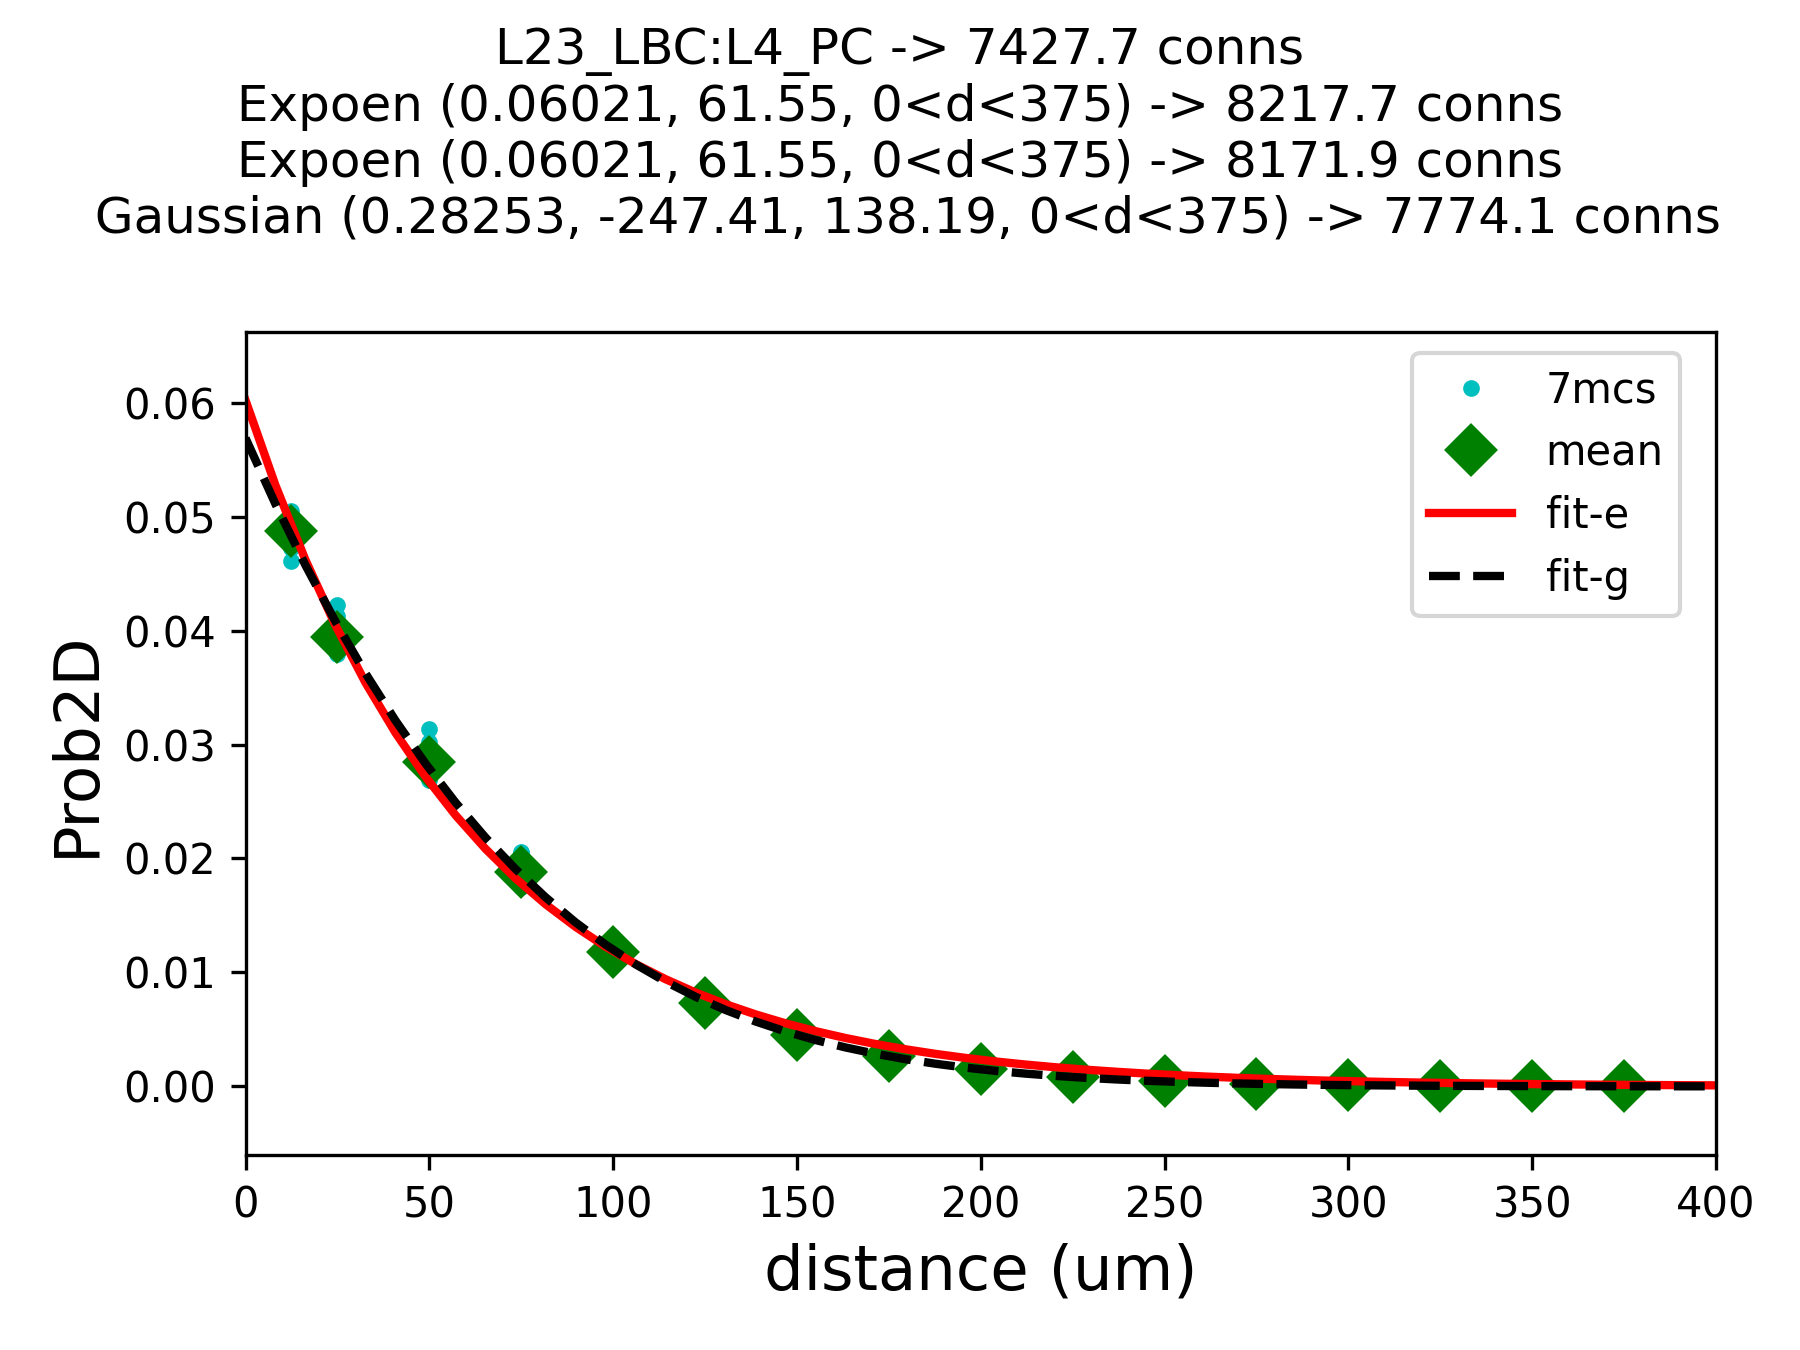 L23_LBC:L4_PC -> 7427.7 conns
Expoen (0.06021, 61.55, 0<d<375) -> 8217.7 conns
Expoen (0.06021, 61.55, 0<d<375) -> 8171.9 conns
Gaussian (0.28253, -247.41, 138.19, 0<d<375) -> 7774.1 conns
7mcs
mean
fit-e
fit-g
Prob2D
0.06
0.05
0.04
0.03
0.02
0.01
0.00
0 50 100 150 200 250 300 350 400
distance (um)